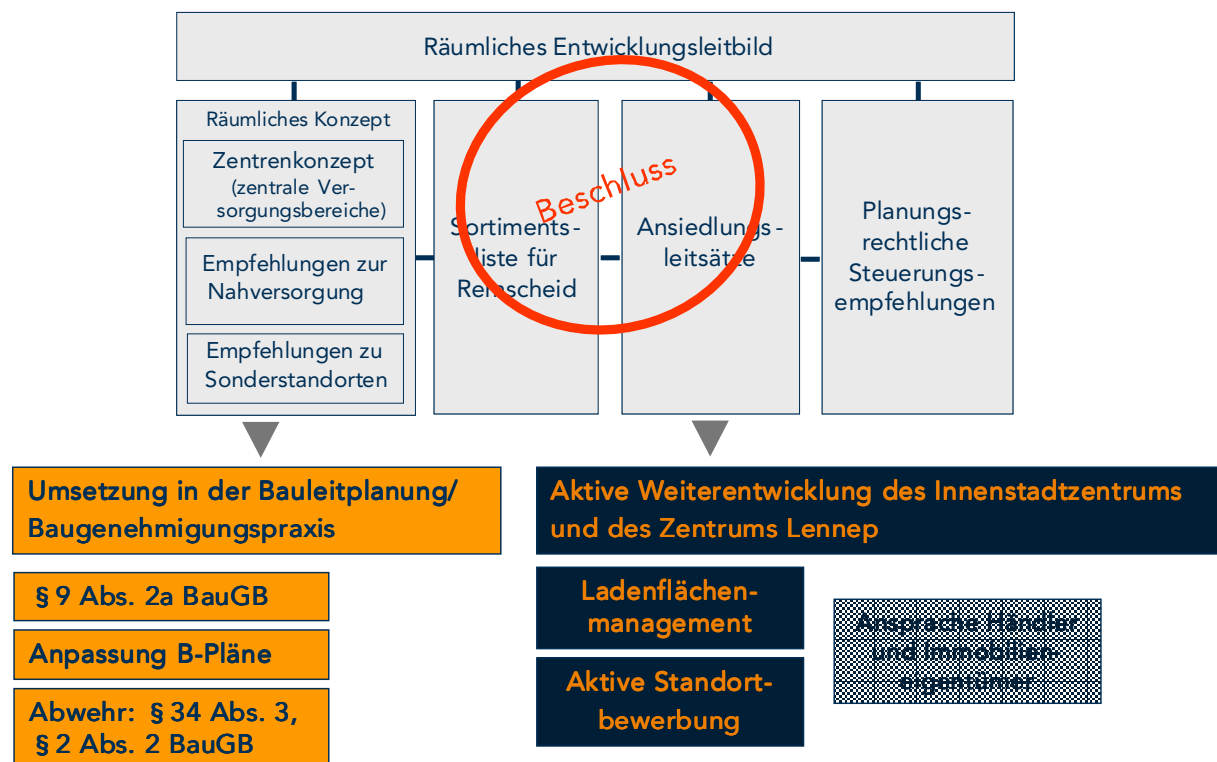 Räumliches Entwicklungsleitbild
Räumliches Konzept
Zentrenkonzept
(zentrale Ver-
sorgungsbereiche)
Empfehlungen zur
Nahversorgung
Empfehlungen zu
Sonderstandorten
Sortiments-
liste für
Remscheid
Ansiedlungs-
leitsätze
Planungs-
rechtliche
Steuerungs-
empfehlungen
Beschluss
Umsetzung in der Bauleitplanung/
Baugenehmigungspraxis
§ 9 Abs. 2a BauGB
Anpassung B-Pläne
Abwehr: § 34 Abs. 3,
§ 2 Abs. 2 BauGB
Aktive Weiterentwicklung des Innenstadtzentrums
und des Zentrums Lennep
Ladenflächen-
management
Aktive Standort-
bewerbung
Ansprache Händler
und Immobilien-
eigentümer